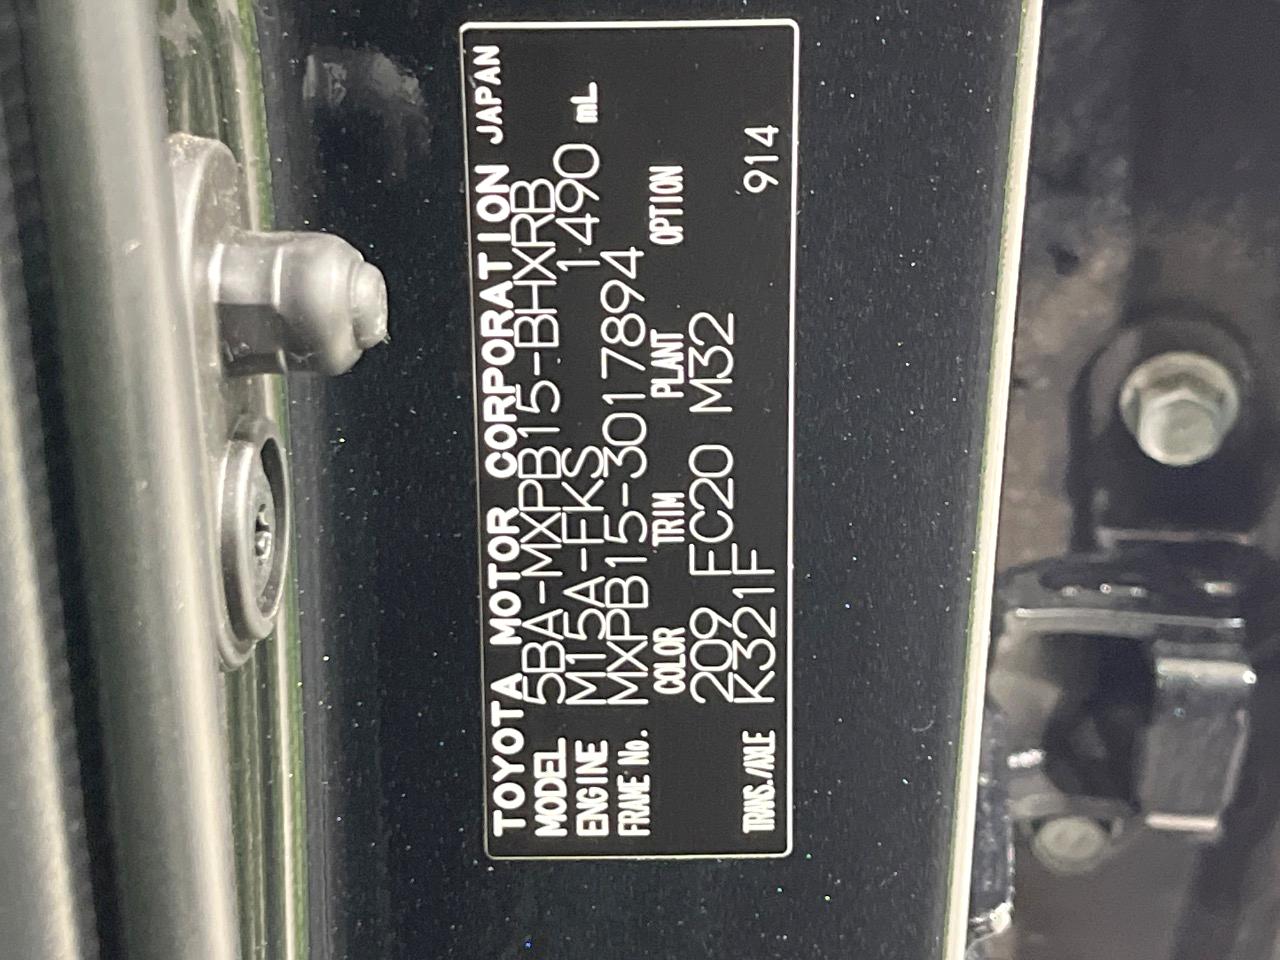 TOYOTA MOTOR CORPORATION JAPAN
MODEL 5BA-MXPB15-BHXRB
ENGINE M15A-FKS 1490 mL
FRAME No. MXPB15-3017894
COLOR TRIM PLANT OPTION
209 FC20 M32
TRANS./AXLE K321F 914